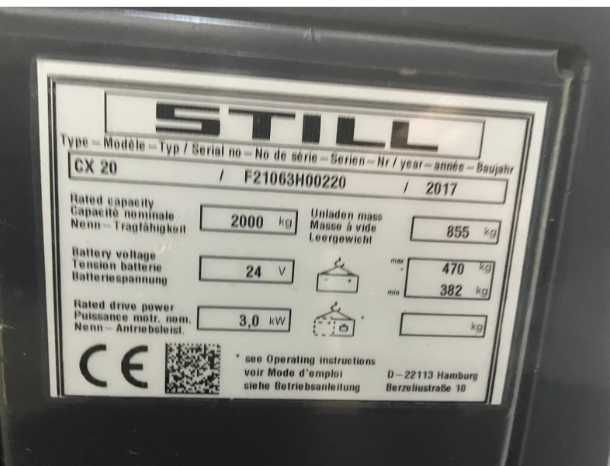 STILL
Type – Modèle – Typ / Serial no – No de série – Serien – Nr / year – année – Baujahr
CX 20 / F21063H00220 / 2017
Rated capacity
Capacité nominale
Nenn – Tragfähigkeit
2000 kg
Unladen mass
Masse à vide
Leergewicht
855 kg
Battery voltage
Tension batterie
Batteriespannung
24 V
max 470 kg
min 382 kg
Rated drive power
Puissance motr. nom.
Nenn – Antriebsleist.
3,0 kW
kg
CE
* see Operating instructions
voir Mode d'emploi
siehe Betriebsanleitung
D – 22113 Hamburg
Berzeliustraße 10